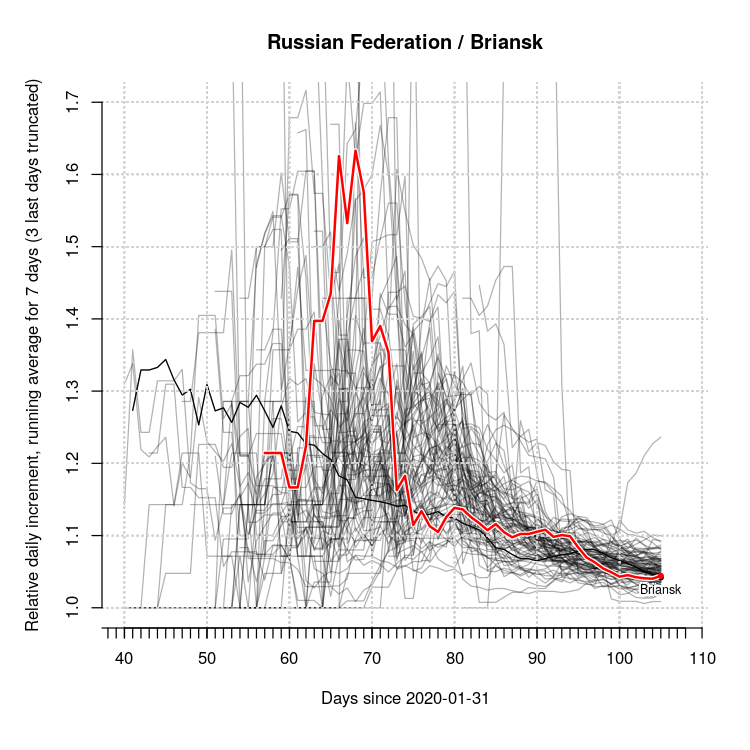 Russian Federation / Briansk
Relative daily increment, running average for 7 days (3 last days truncated)
1.7
1.6
1.5
1.4
1.3
1.2
1.1
1.0
Briansk
40 50 60 70 80 90 100 110
Days since 2020-01-31